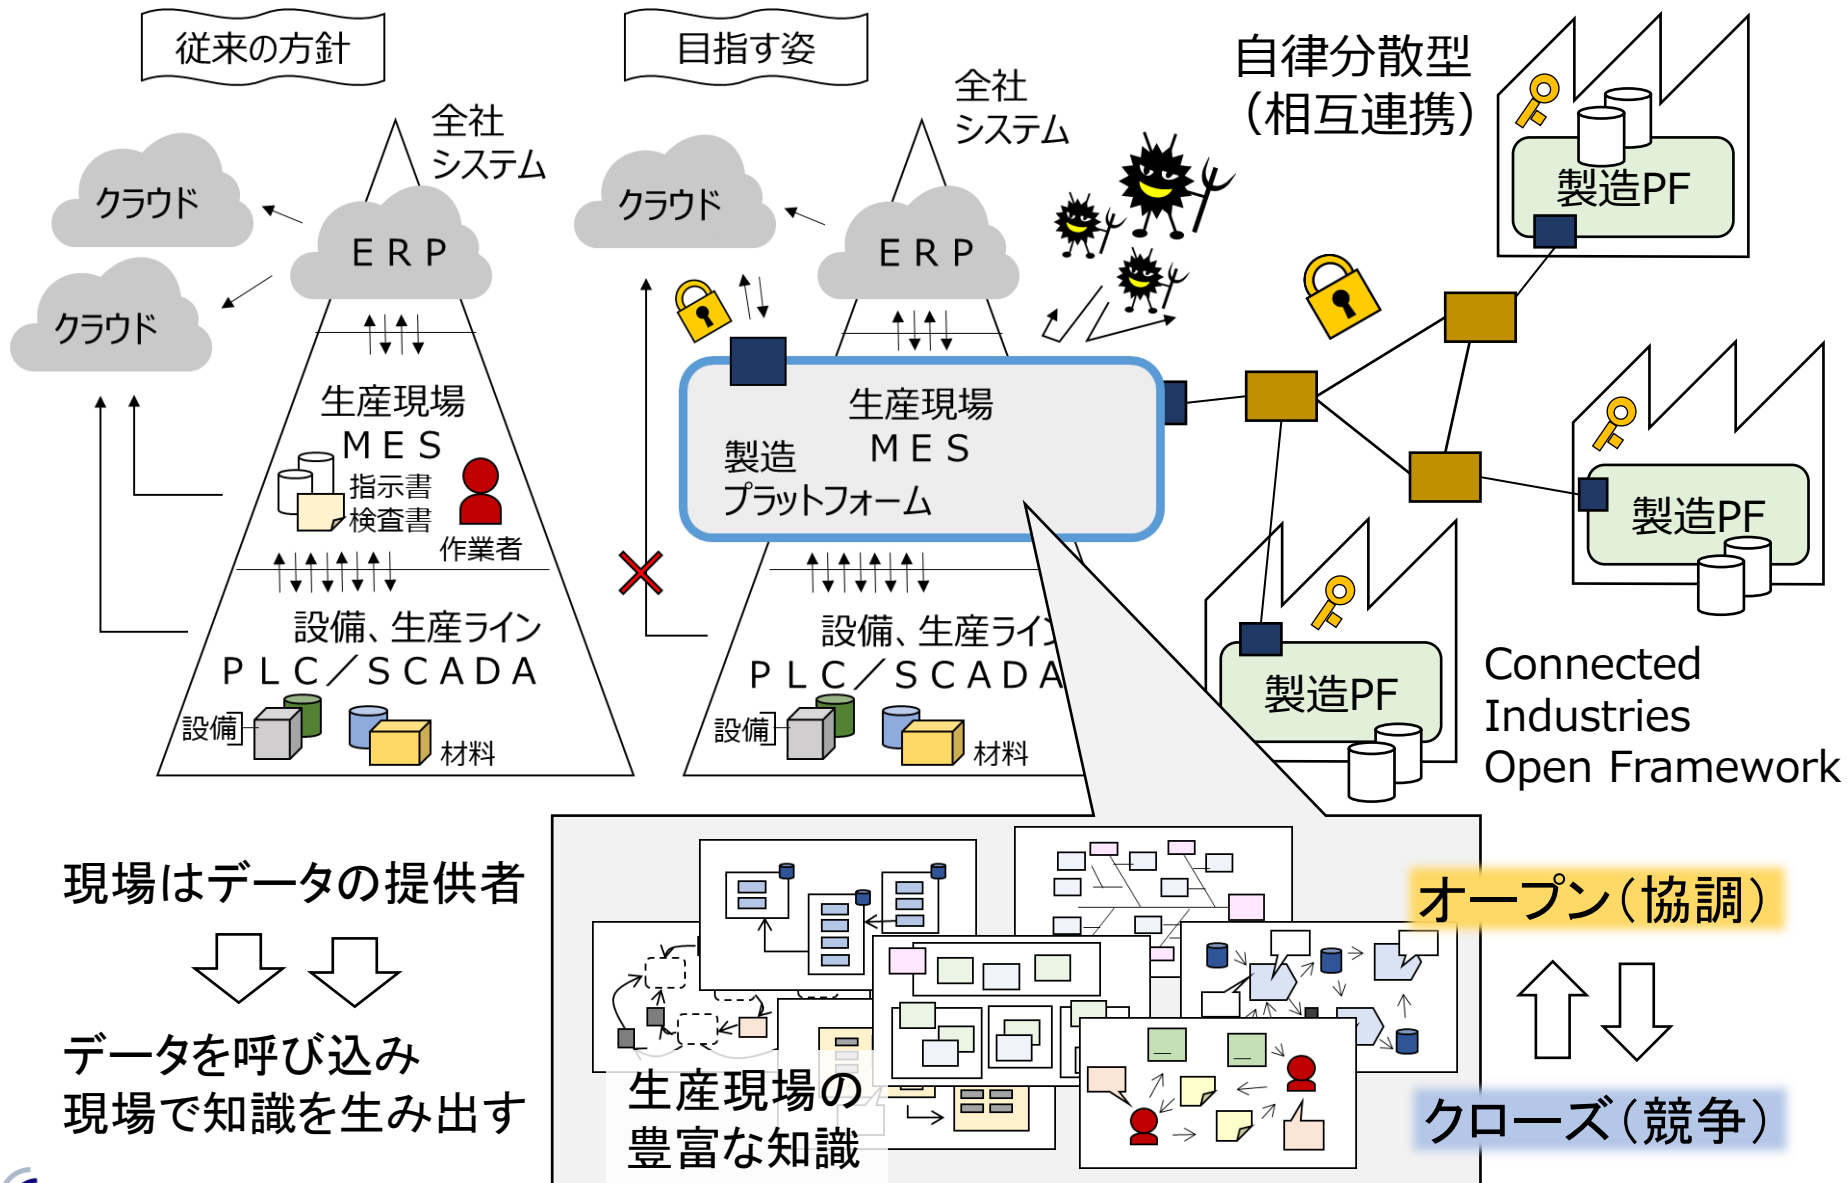 従来の方針
全社
システム
クラウド
クラウド
ＥＲＰ
生産現場
ＭＥＳ
指示書
検査書
作業者
設備、生産ライン
ＰＬＣ／ＳＣＡＤＡ
設備
材料
目指す姿
全社
システム
クラウド
ＥＲＰ
生産現場
ＭＥＳ
製造
プラットフォーム
設備、生産ライン
ＰＬＣ／ＳＣＡＤＡ
設備
材料
自律分散型
（相互連携）
製造PF
製造PF
製造PF
Connected
Industries
Open Framework
現場はデータの提供者
データを呼び込み
現場で知識を生み出す
生産現場の
豊富な知識
オープン（協調）
クローズ（競争）